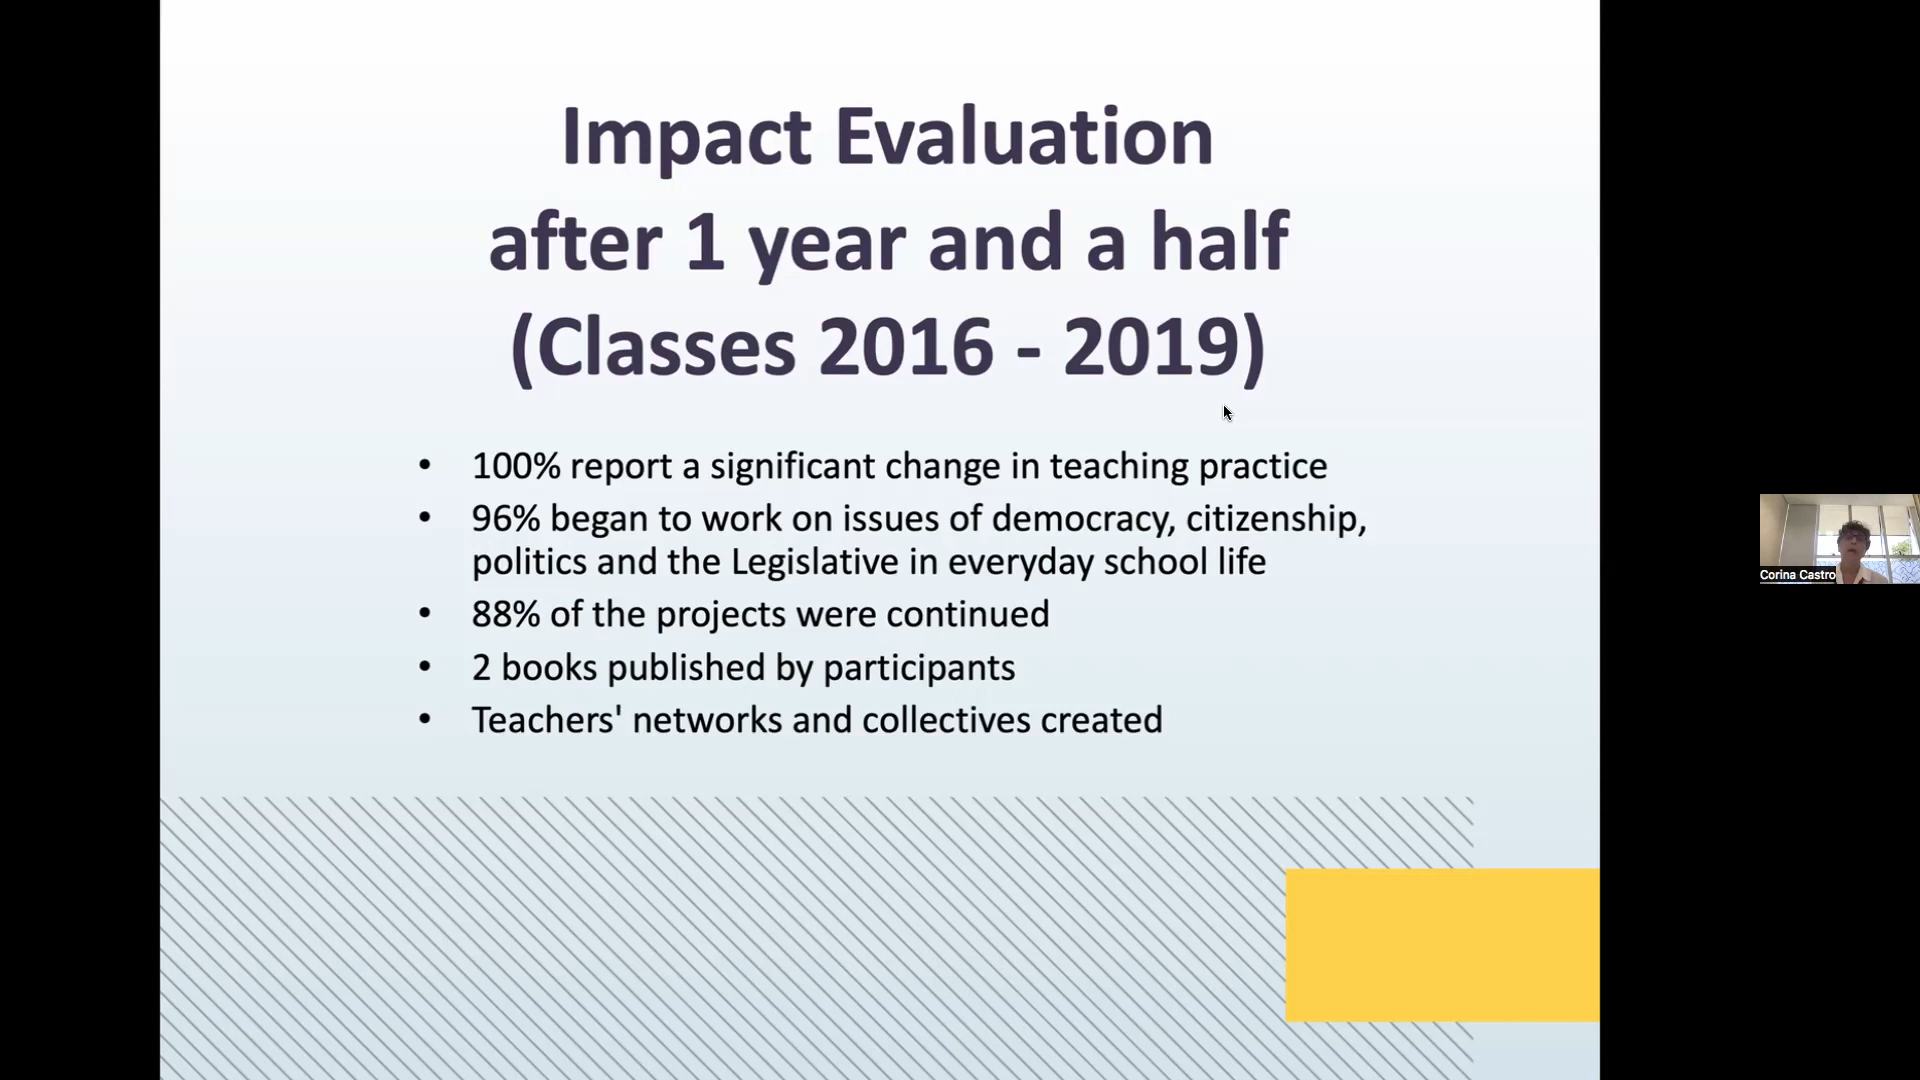 Impact Evaluation
after 1 year and a half
(Classes 2016 - 2019)
• 100% report a significant change in teaching practice
• 96% began to work on issues of democracy, citizenship,
politics and the Legislative in everyday school life
• 88% of the projects were continued
• 2 books published by participants
• Teachers' networks and collectives created
Corina Castro